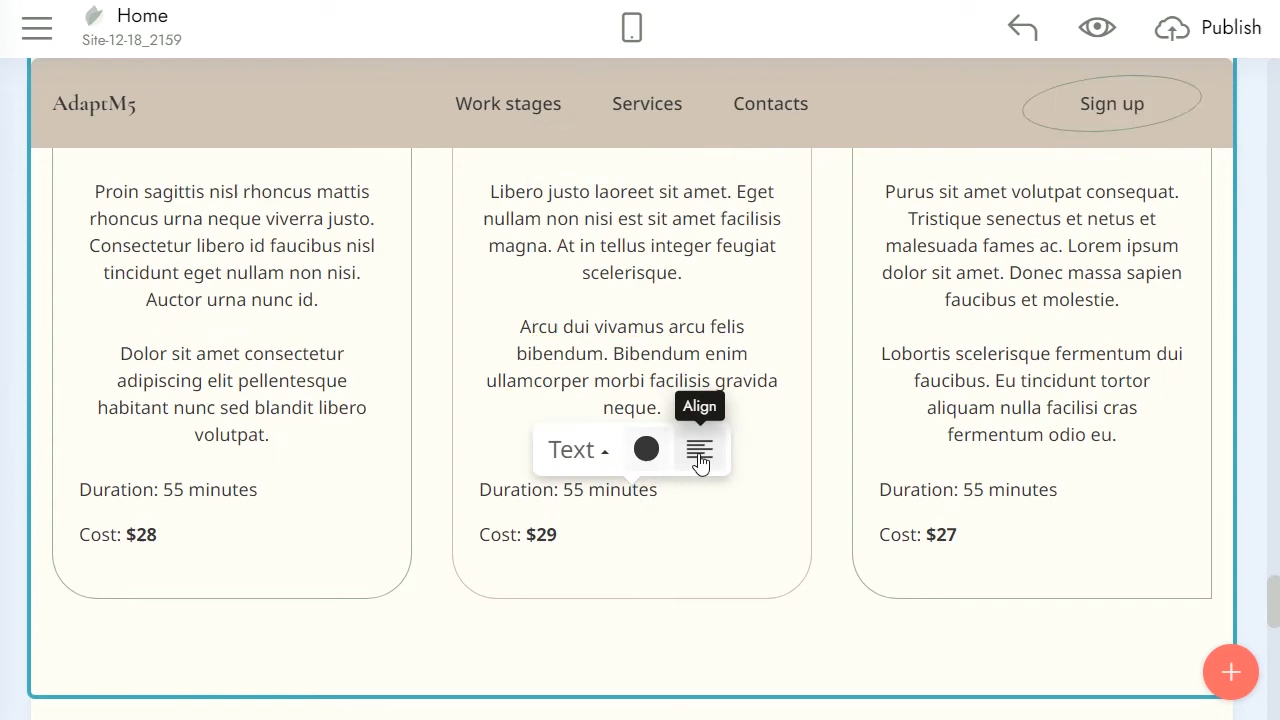 Home
Site-12-18_2159
Publish
AdaptM5
Work stages
Services
Contacts
Sign up
Proin sagittis nisl rhoncus mattis
rhoncus urna neque viverra justo.
Consectetur libero id faucibus nisl
tincidunt eget nullam non nisi.
Auctor urna nunc id.
Dolor sit amet consectetur
adipiscing elit pellentesque
habitant nunc sed blandit libero
volutpat.
Duration: 55 minutes
Cost: $28
Libero justo laoreet sit amet. Eget
nullam non nisi est sit amet facilisis
magna. At in tellus integer feugiat
scelerisque.
Arcu dui vivamus arcu felis
bibendum. Bibendum enim
ullamcorper morbi facilisis gravida
neque.
Align
Text
Duration: 55 minutes
Cost: $29
Purus sit amet volutpat consequat.
Tristique senectus et netus et
malesuada fames ac. Lorem ipsum
dolor sit amet. Donec massa sapien
faucibus et molestie.
Lobortis scelerisque fermentum dui
faucibus. Eu tincidunt tortor
aliquam nulla facilisi cras
fermentum odio eu.
Duration: 55 minutes
Cost: $27